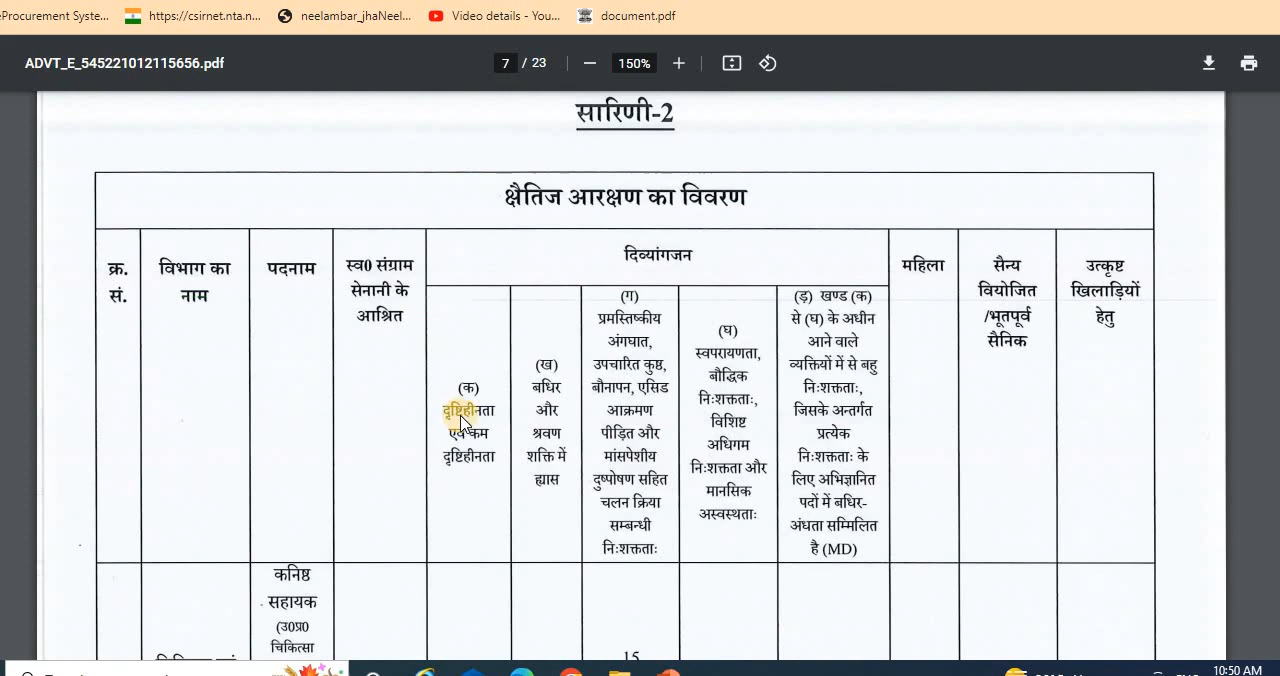 eProcurement Syste...
https://csirnet.nta.n...
neelambar_jhaNeel...
Video details - You...
document.pdf
ADVT_E_545221012115656.pdf
7 / 23
150%
सारिणी-2
क्षैतिज आरक्षण का विवरण
क्र.
सं.
विभाग का
नाम
पदनाम
स्व0 संग्राम
सेनानी के
आश्रित
दिव्यांगजन
(क)
दृष्टिहीनता
एवं कम
दृष्टिहीनता
(ख)
बधिर
और
श्रवण
शक्ति में
ह्यास
(ग)
प्रमस्तिष्कीय
अंगघात,
उपचारित कुष्ठ,
बौनापन, एसिड
आक्रमण
पीड़ित और
मांसपेशीय
दुष्पोषण सहित
चलन क्रिया
सम्बन्धी
निःशक्तताः
(घ)
स्वपरायणता,
बौद्धिक
निःशक्तताः,
विशिष्ट
अधिगम
निःशक्तता और
मानसिक
अस्वस्थताः
(ड़) खण्ड (क)
से (घ) के अधीन
आने वाले
व्यक्तियों में से बहु
निःशक्तताः,
जिसके अन्तर्गत
प्रत्येक
निःशक्तताः के
लिए अभिज्ञानित
पदों में बधिर-
अंधता सम्मिलित
है (MD)
महिला
सैन्य
वियोजित
/भूतपूर्व
सैनिक
उत्कृष्ट
खिलाड़ियों
हेतु
कनिष्ठ
सहायक
(उ0प्र0
चिकित्सा
15
10:50 AM